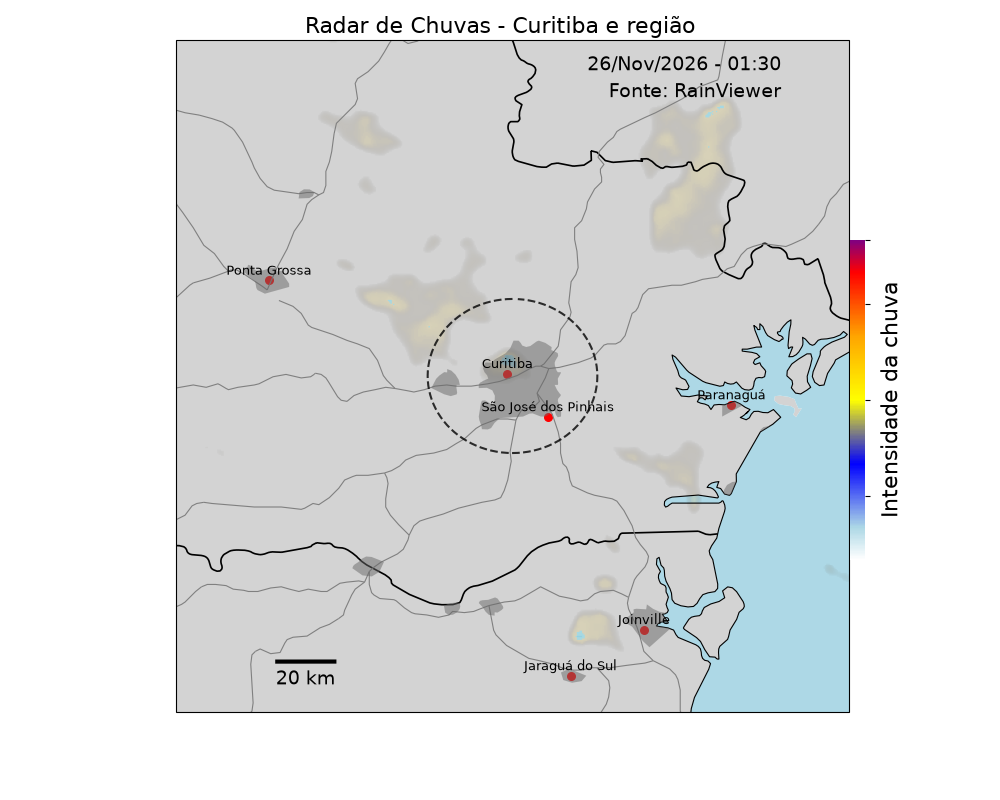 Radar de Chuvas - Curitiba e região
26/Nov/2026 - 01:30
Fonte: RainViewer
Ponta Grossa
Curitiba
Paranaguá
São José dos Pinhais
Joinville
Jaraguá do Sul
20 km
Intensidade da chuva